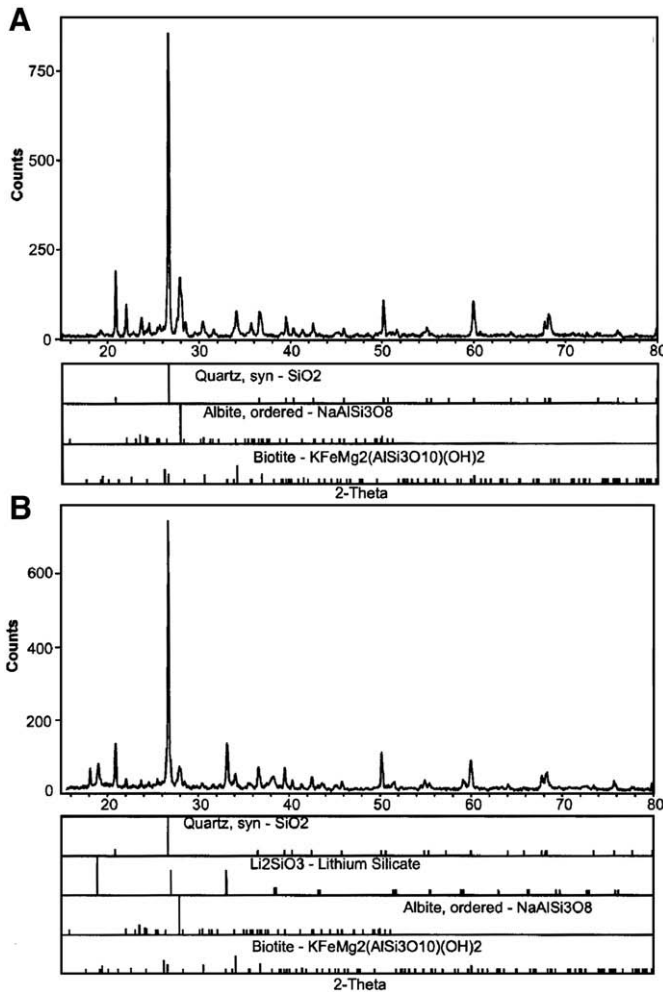 A
750
500
250
0
Counts
20 30 40 50 60 70 80
Quartz, syn - SiO2
Albite, ordered - NaAlSi3O8
Biotite - KFeMg2(AlSi3O10)(OH)2
2-Theta
B
600
400
200
0
Counts
20 30 40 50 60 70 80
Quartz, syn - SiO2
Li2SiO3 - Lithium Silicate
Albite, ordered - NaAlSi3O8
Biotite - KFeMg2(AlSi3O10)(OH)2
2-Theta